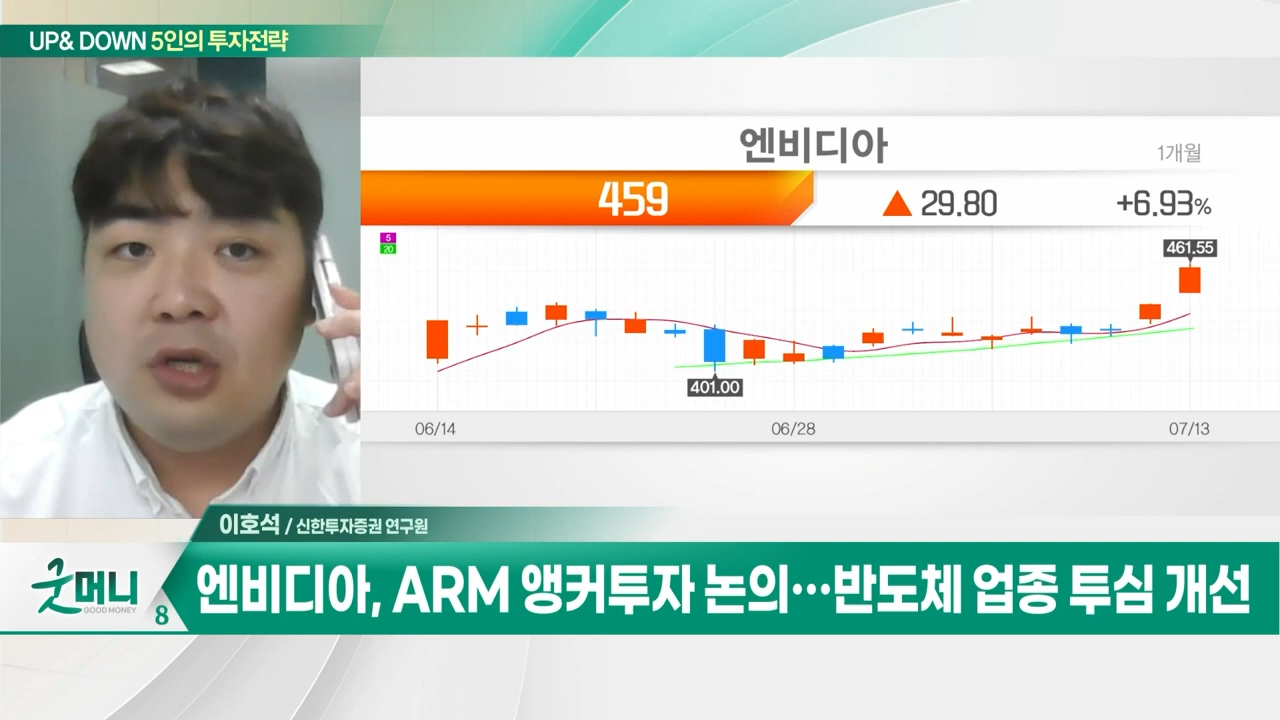 UP& DOWN 5인의 투자전략
엔비디아
1개월
459 ▲ 29.80 +6.93%
5
20
461.55
401.00
06/14 06/28 07/13
이호석 / 신한투자증권 연구원
굿머니
GOOD MONEY
8
엔비디아, ARM 앵커투자 논의…반도체 업종 투심 개선